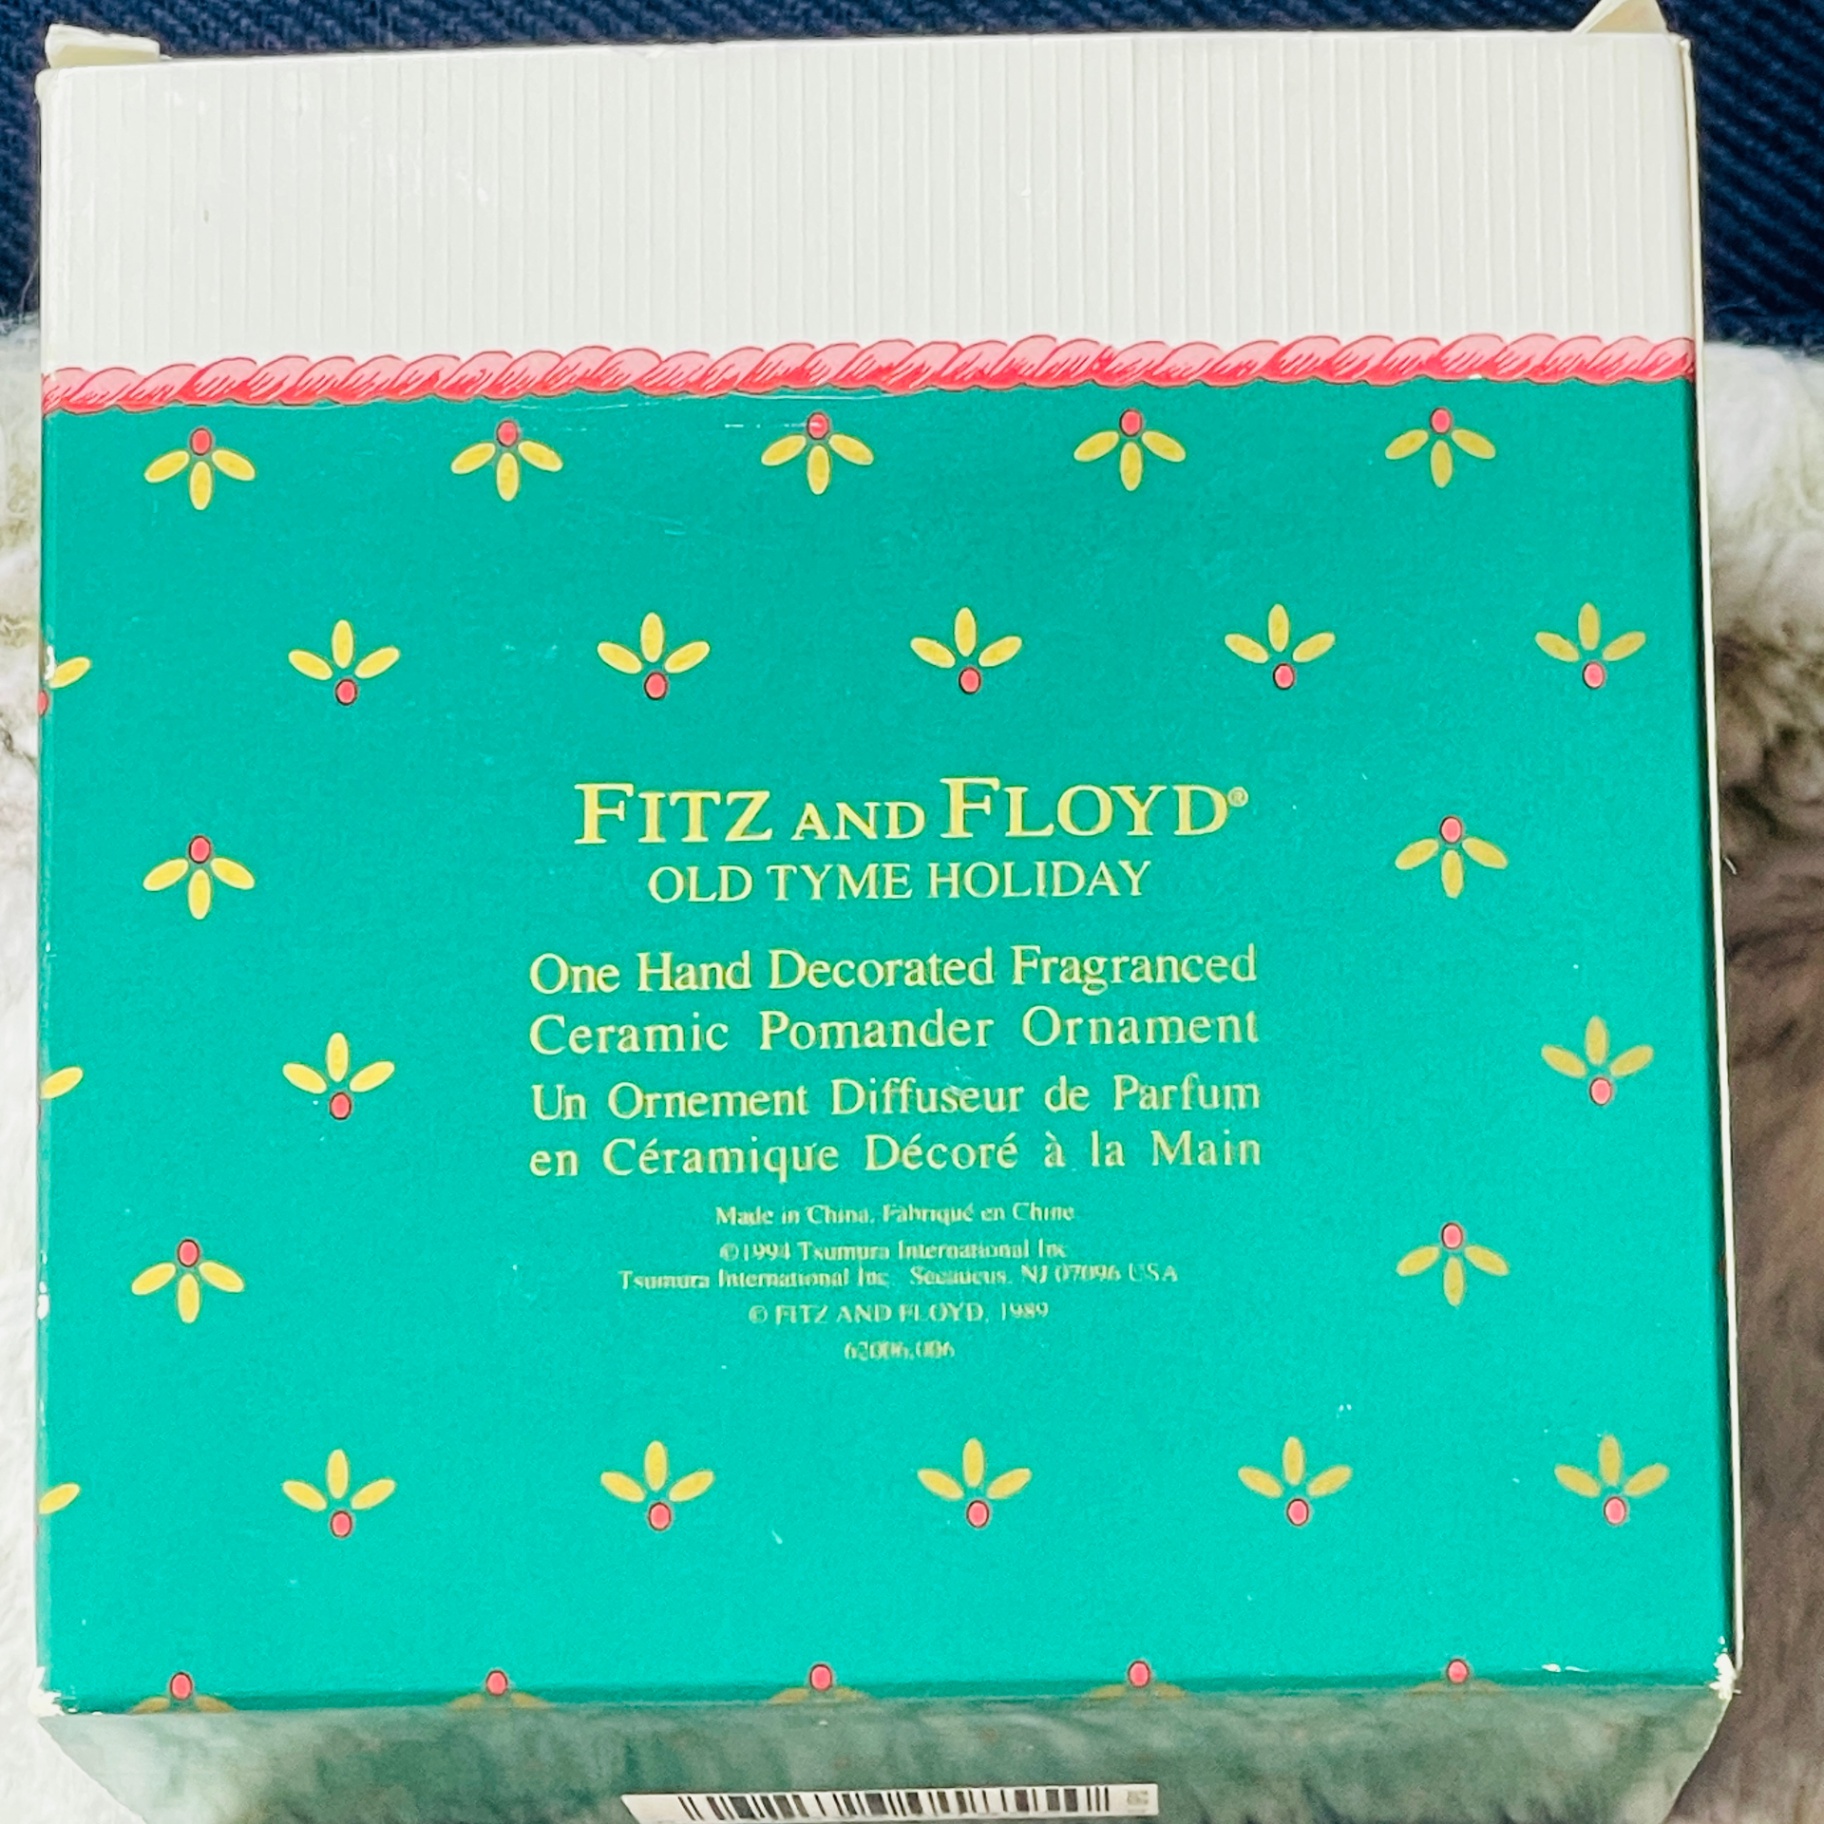 FITZ AND FLOYD®
OLD TYME HOLIDAY
One Hand Decorated Fragranced
Ceramic Pomander Ornament
Un Ornement Diffuseur de Parfum
en Céramique Décoré à la Main
Made in China. Fabriqué en Chine
©1994 Tsumura International Inc
Tsumura International Inc. Secaucus, NJ 07096 USA
© FITZ AND FLOYD, 1989
62006.006